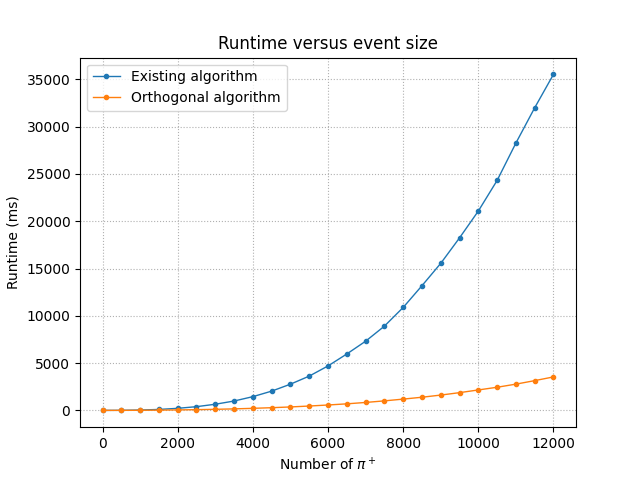 Runtime versus event size
Existing algorithm
Orthogonal algorithm
Runtime (ms)
35000
30000
25000
20000
15000
10000
5000
0
0 2000 4000 6000 8000 10000 12000
Number of π⁺